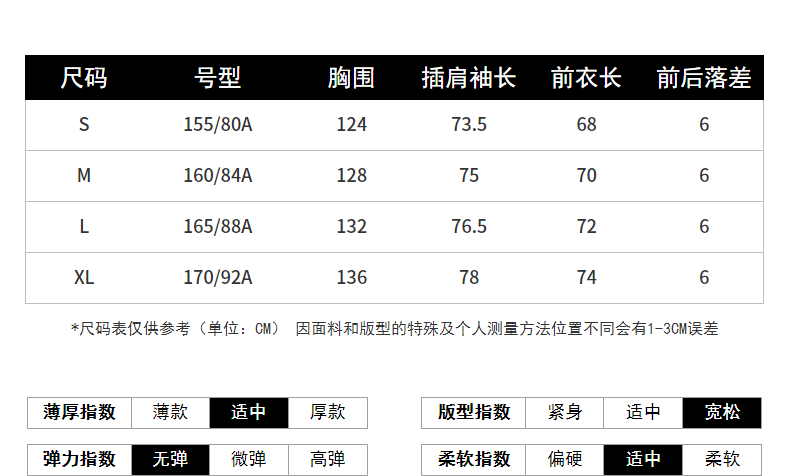 尺码 号型 胸围 插肩袖长 前衣长 前后落差
S 155/80A 124 73.5 68 6
M 160/84A 128 75 70 6
L 165/88A 132 76.5 72 6
XL 170/92A 136 78 74 6
*尺码表仅供参考（单位：CM） 因面料和版型的特殊及个人测量方法位置不同会有1-3CM误差
薄厚指数 薄款 适中 厚款 版型指数 紧身 适中 宽松
弹力指数 无弹 微弹 高弹 柔软指数 偏硬 适中 柔软